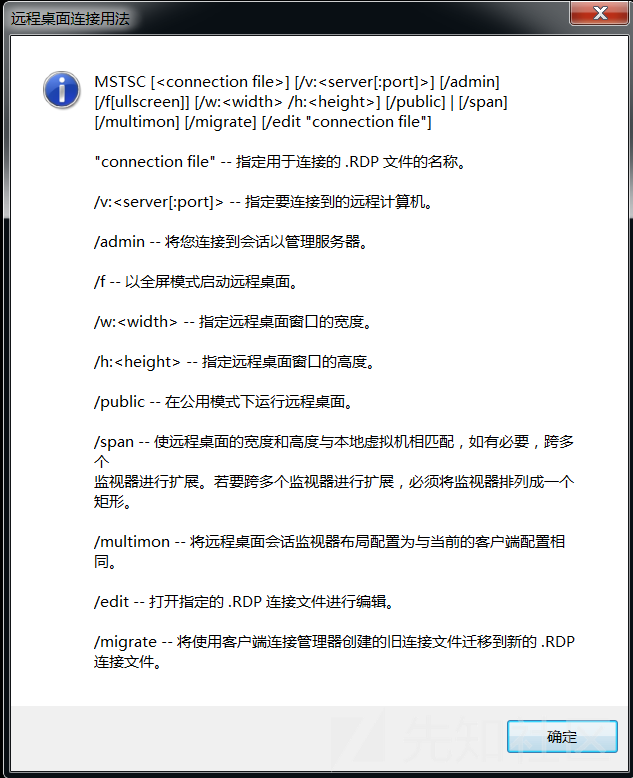 远程桌面连接用法
MSTSC [<connection file>] [/v:<server[:port]>] [/admin]
[/f[ullscreen]] [/w:<width> /h:<height>] [/public] | [/span]
[/multimon] [/migrate] [/edit "connection file"]
"connection file" -- 指定用于连接的 .RDP 文件的名称。
/v:<server[:port]> -- 指定要连接到的远程计算机。
/admin -- 将您连接到会话以管理服务器。
/f -- 以全屏模式启动远程桌面。
/w:<width> -- 指定远程桌面窗口的宽度。
/h:<height> -- 指定远程桌面窗口的高度。
/public -- 在公用模式下运行远程桌面。
/span -- 使远程桌面的宽度和高度与本地虚拟机相匹配，如有必要，跨多
个
监视器进行扩展。若要跨多个监视器进行扩展，必须将监视器排列成一个
矩形。
/multimon -- 将远程桌面会话监视器布局配置为与当前的客户端配置相
同。
/edit -- 打开指定的 .RDP 连接文件进行编辑。
/migrate -- 将使用客户端连接管理器创建的旧连接文件迁移到新的 .RDP
连接文件。
确定
先知社区